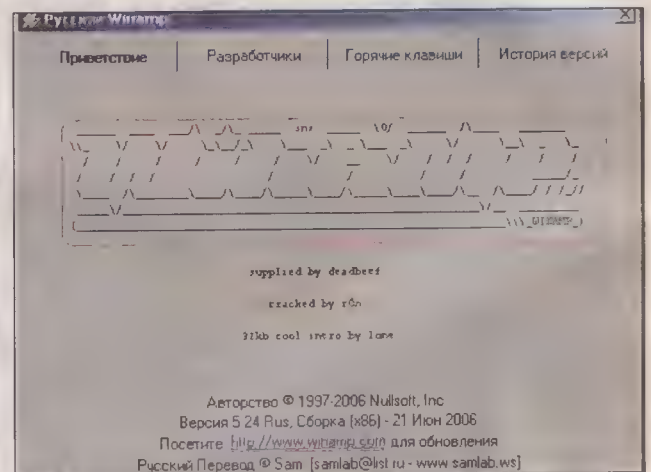 Русские Winamp
Приветствие
Разработчики
Горячие клавиши
История версий
supplied by deadbeef
cracked by r0n
31kb cool intro by lone
Авторство © 1997-2006 Nullsoft, Inc
Версия 5 24 Rus, Сборка (x86) - 21 Июн 2006
Посетите http://www.winamp.com для обновления
Русский Перевод © Sam [samlab@list ru - www samlab.ws]